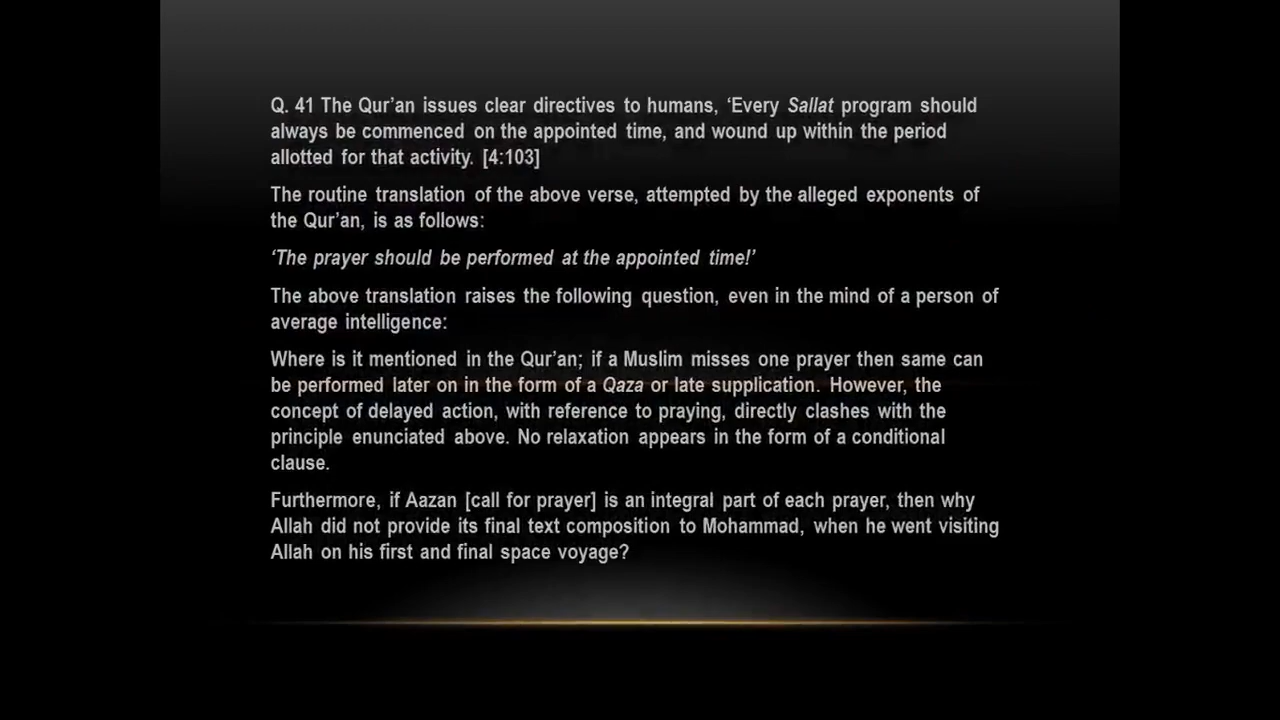 Q. 41 The Qur’an issues clear directives to humans, ‘Every Sallat program should
always be commenced on the appointed time, and wound up within the period
allotted for that activity. [4:103]
The routine translation of the above verse, attempted by the alleged exponents of
the Qur’an, is as follows:
‘The prayer should be performed at the appointed time!’
The above translation raises the following question, even in the mind of a person of
average intelligence:
Where is it mentioned in the Qur’an; if a Muslim misses one prayer then same can
be performed later on in the form of a Qaza or late supplication. However, the
concept of delayed action, with reference to praying, directly clashes with the
principle enunciated above. No relaxation appears in the form of a conditional
clause.
Furthermore, if Aazan [call for prayer] is an integral part of each prayer, then why
Allah did not provide its final text composition to Mohammad, when he went visiting
Allah on his first and final space voyage?